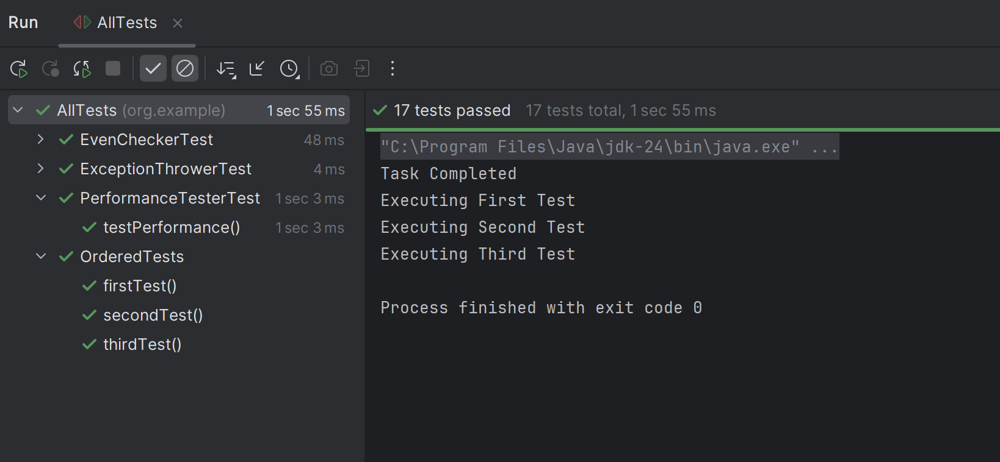 Run AllTests
AllTests (org.example) 1 sec 55 ms
EvenCheckerTest 48 ms
ExceptionThrowerTest 4 ms
PerformanceTesterTest 1 sec 3 ms
testPerformance() 1 sec 3 ms
OrderedTests
firstTest()
secondTest()
thirdTest()
17 tests passed 17 tests total, 1 sec 55 ms
"C:\Program Files\Java\jdk-24\bin\java.exe" ...
Task Completed
Executing First Test
Executing Second Test
Executing Third Test
Process finished with exit code 0